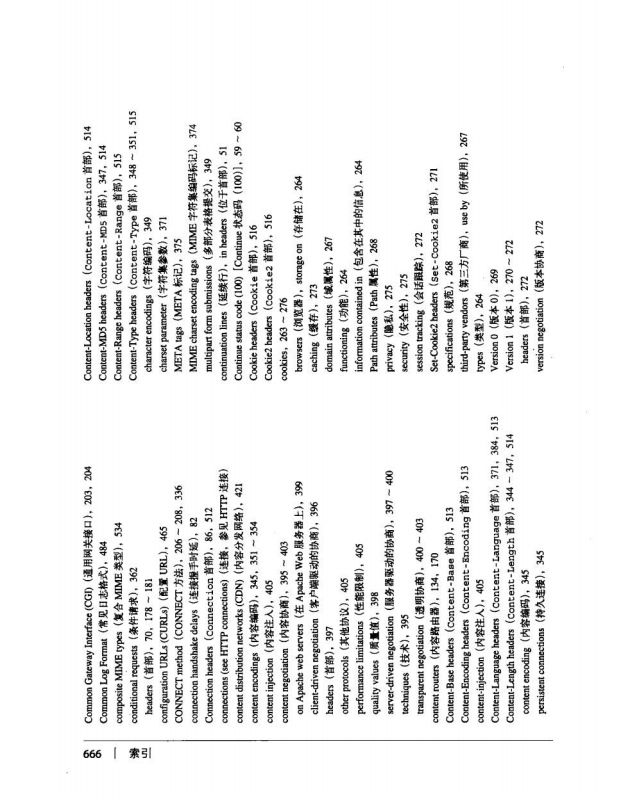 Common Gateway Interface (CGI)（通用网关接口），203，204
Common Log Format（常见日志格式），484
composite MIME types（复合 MIME 类型），534
conditional requests（条件请求），362
headers（首部），70，178 ~ 181
configuration URLs (CURLs)（配置 URL），465
CONNECT method（CONNECT 方法），206 ~ 208，336
connection handshake delays（连接握手时延），82
Connection headers（Connection 首部），86，512
connections (see HTTP connections)（连接，参见 HTTP 连接）
content distribution networks (CDN)（内容分发网络），421
content encodings（内容编码），345，351 ~ 354
content injection（内容注入），405
content negotiation（内容协商），395 ~ 403
on Apache web servers（在 Apache Web 服务器上），399
client-driven negotiation（客户端驱动的协商），396
headers（首部），397
other protocols（其他协议），405
performance limitations（性能限制），405
quality values（质量值），398
server-driven negotiation（服务器驱动的协商），397 ~ 400
techniques（技术），395
transparent negotiation（透明协商），400 ~ 403
content routers（内容路由器），134，170
Content-Base headers（Content-Base 首部），513
Content-Encoding headers（Content-Encoding 首部），513
content-injection（内容注入），405
Content-Language headers（Content-Language 首部），371，384，513
Content-Length headers（Content-Length 首部），344 ~ 347，514
content encoding（内容编码），345
persistent connections（持久连接），345
Content-Location headers（Content-Location 首部），514
Content-MD5 headers（Content-MD5 首部），347，514
Content-Range headers（Content-Range 首部），515
Content-Type headers（Content-Type 首部），348 ~ 351，515
character encodings（字符编码），349
charset parameter（字符集参数），371
META tags（META 标记），375
MIME charset encoding tags（MIME 字符集编码标记），374
multipart form submissions（多部分表格提交），349
continuation lines（延续行），in headers（位于首部），51
Continue status code (100)［Continue 状态码（100）］，59 ~ 60
Cookie headers（Cookie 首部），516
Cookie2 headers（Cookie2 首部），516
cookies，263 ~ 276
browsers（浏览器），storage on（存储在），264
caching（缓存），273
domain attributes（域属性），267
functioning（功能），264
information contained in（包含在其中的信息），264
Path attributes（Path 属性），268
privacy（隐私），275
security（安全性），275
session tracking（会话跟踪），272
Set-Cookie2 headers（Set-Cookie2 首部），271
specifications（规范），268
third-party vendors（第三方厂商），use by（所使用），267
types（类型），264
Version 0（版本 0），269
Version 1（版本 1），270 ~ 272
headers（首部），272
version negotiation（版本协商），272
666 | 索引